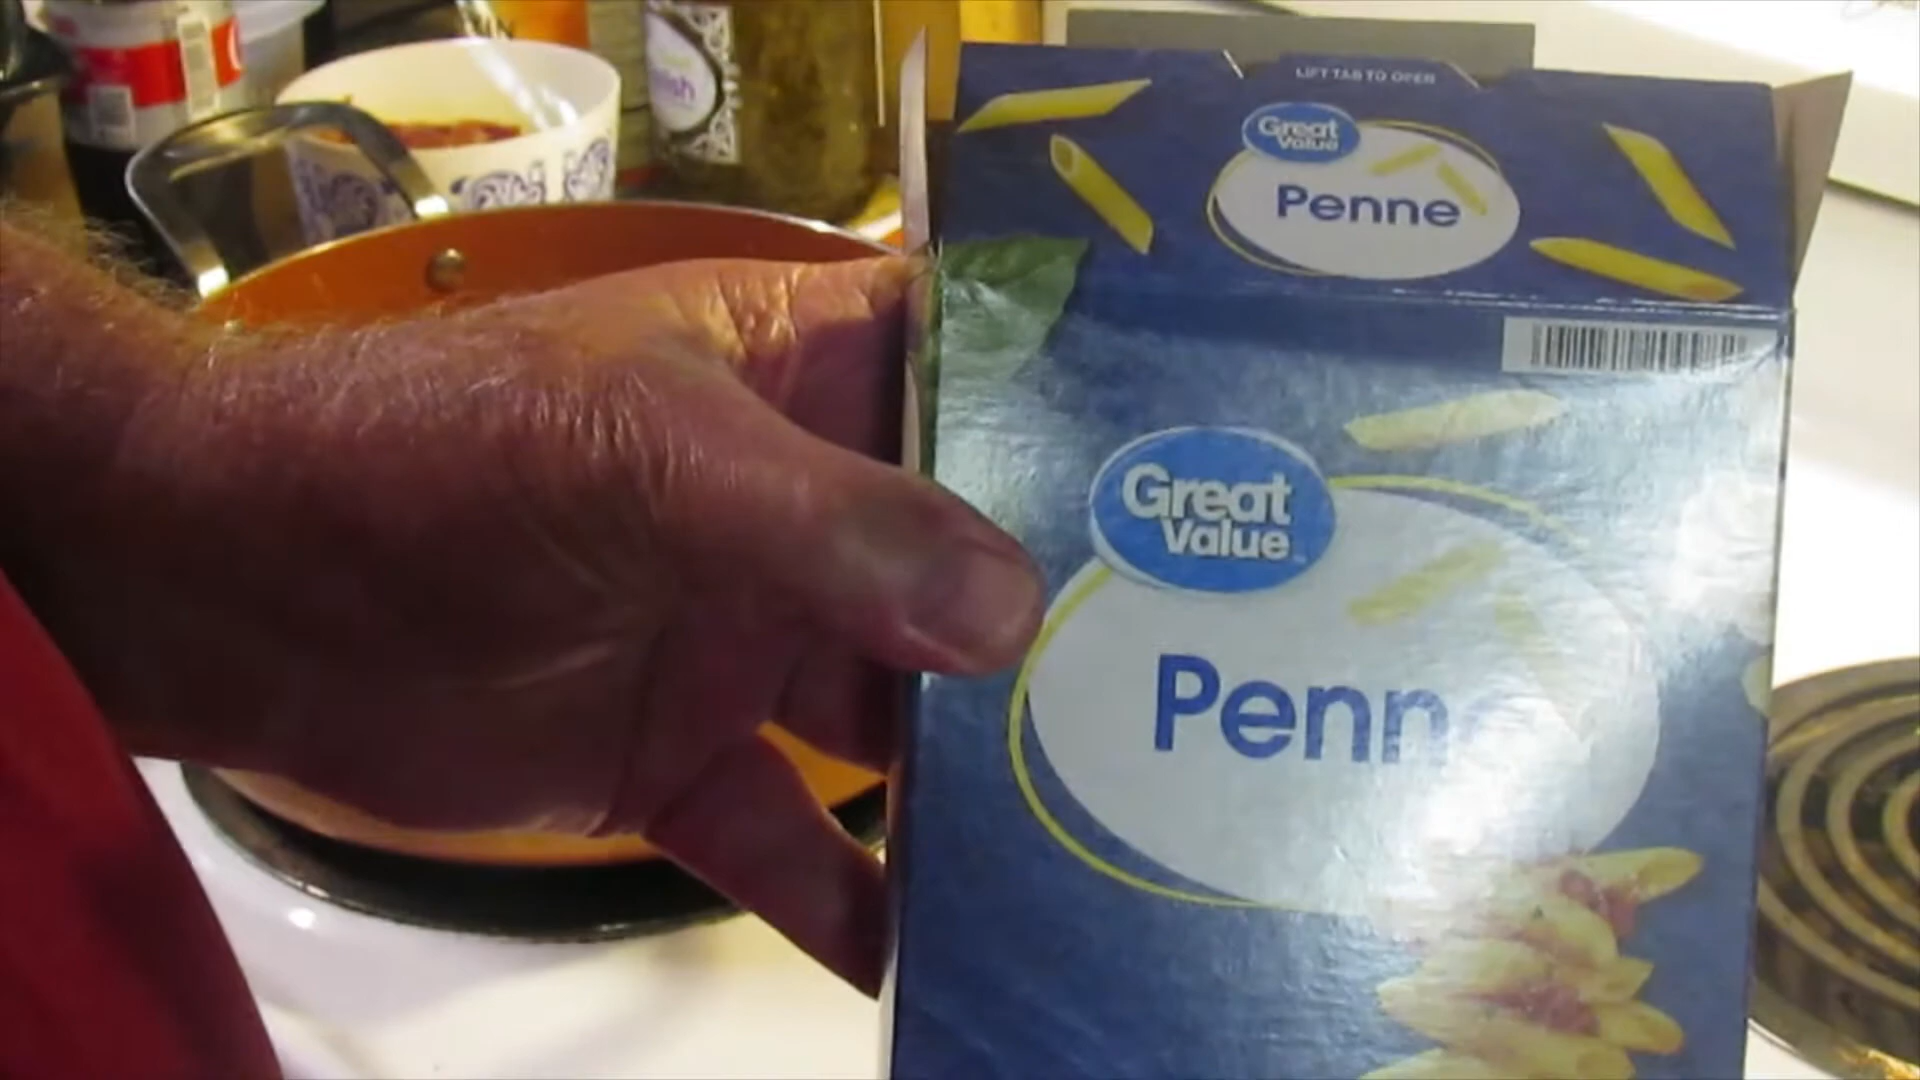 LIFT TAB TO OPEN
Great
Value
Penne
Great
Value
Penn